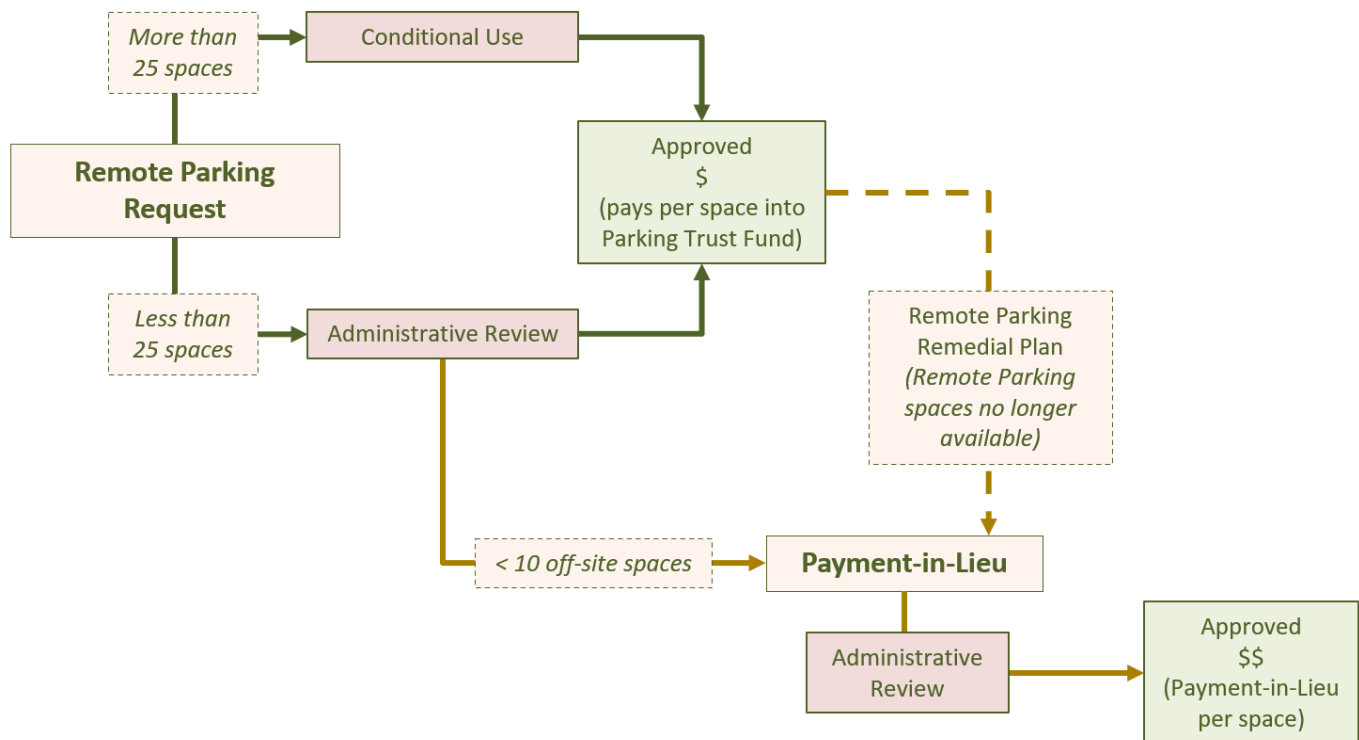 More than
25 spaces
Conditional Use
Remote Parking
Request
Approved
$
(pays per space into
Parking Trust Fund)
Less than
25 spaces
Administrative Review
Remote Parking
Remedial Plan
(Remote Parking
spaces no longer
available)
< 10 off-site spaces
Payment-in-Lieu
Administrative
Review
Approved
$$
(Payment-in-Lieu
per space)